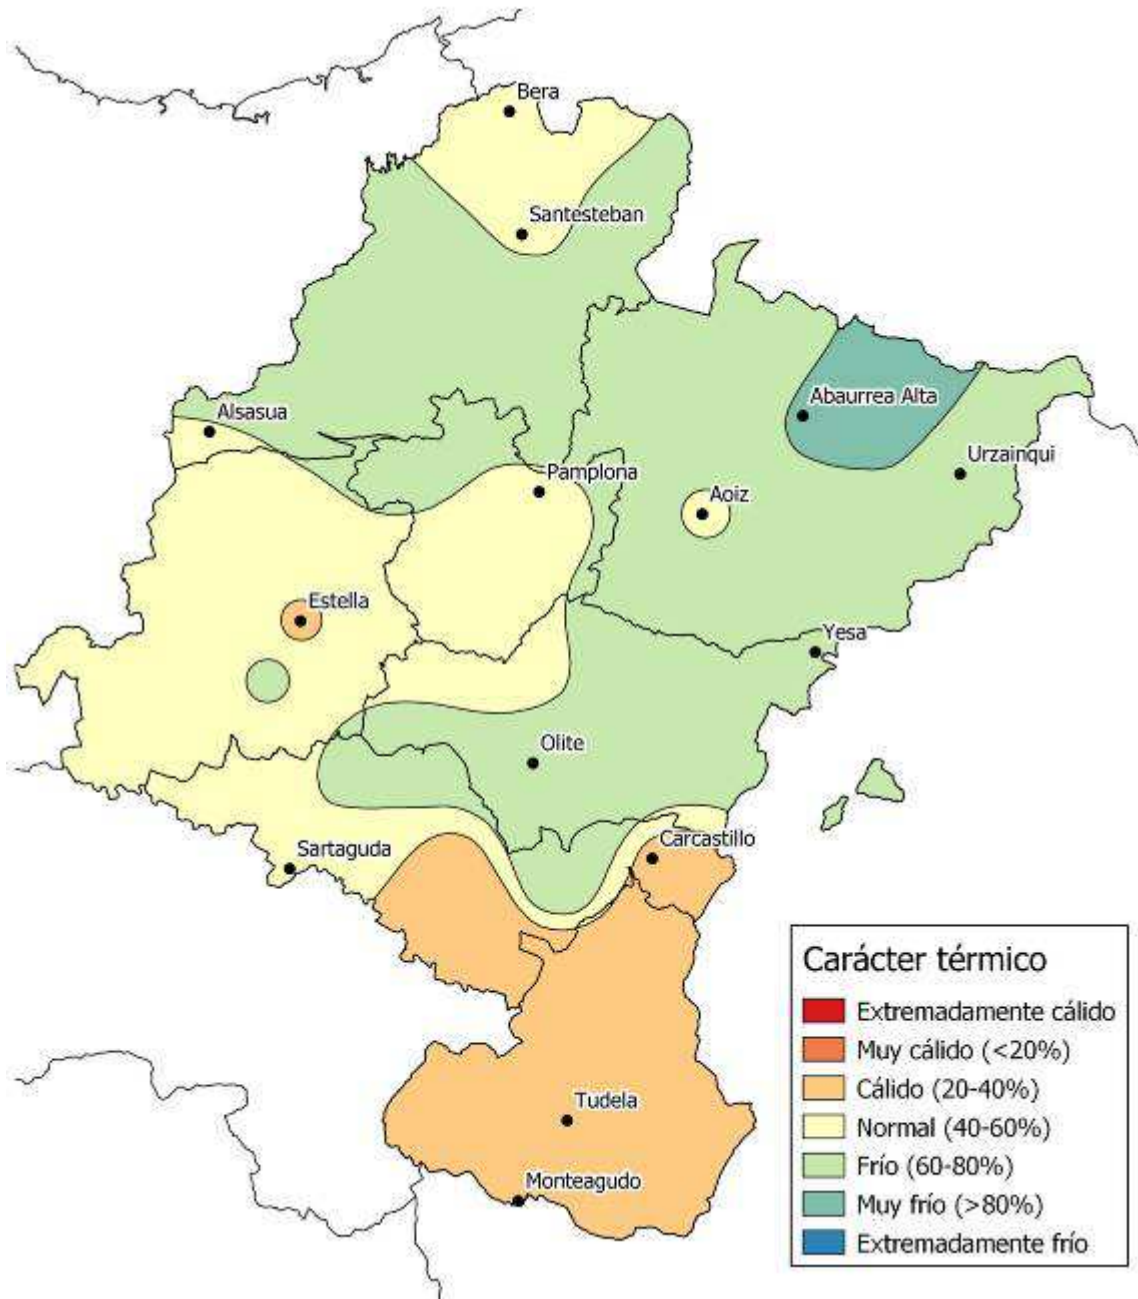 Bera
Santesteban
Abaurrea Alta
Alsasua
Urzainqui
Pamplona
Aoiz
Estella
Yesa
Olite
Carcastillo
Sartaguda
Tudela
Monteagudo
Carácter térmico
Extremadamente cálido
Muy cálido (<20%)
Cálido (20-40%)
Normal (40-60%)
Frío (60-80%)
Muy frío (>80%)
Extremadamente frío